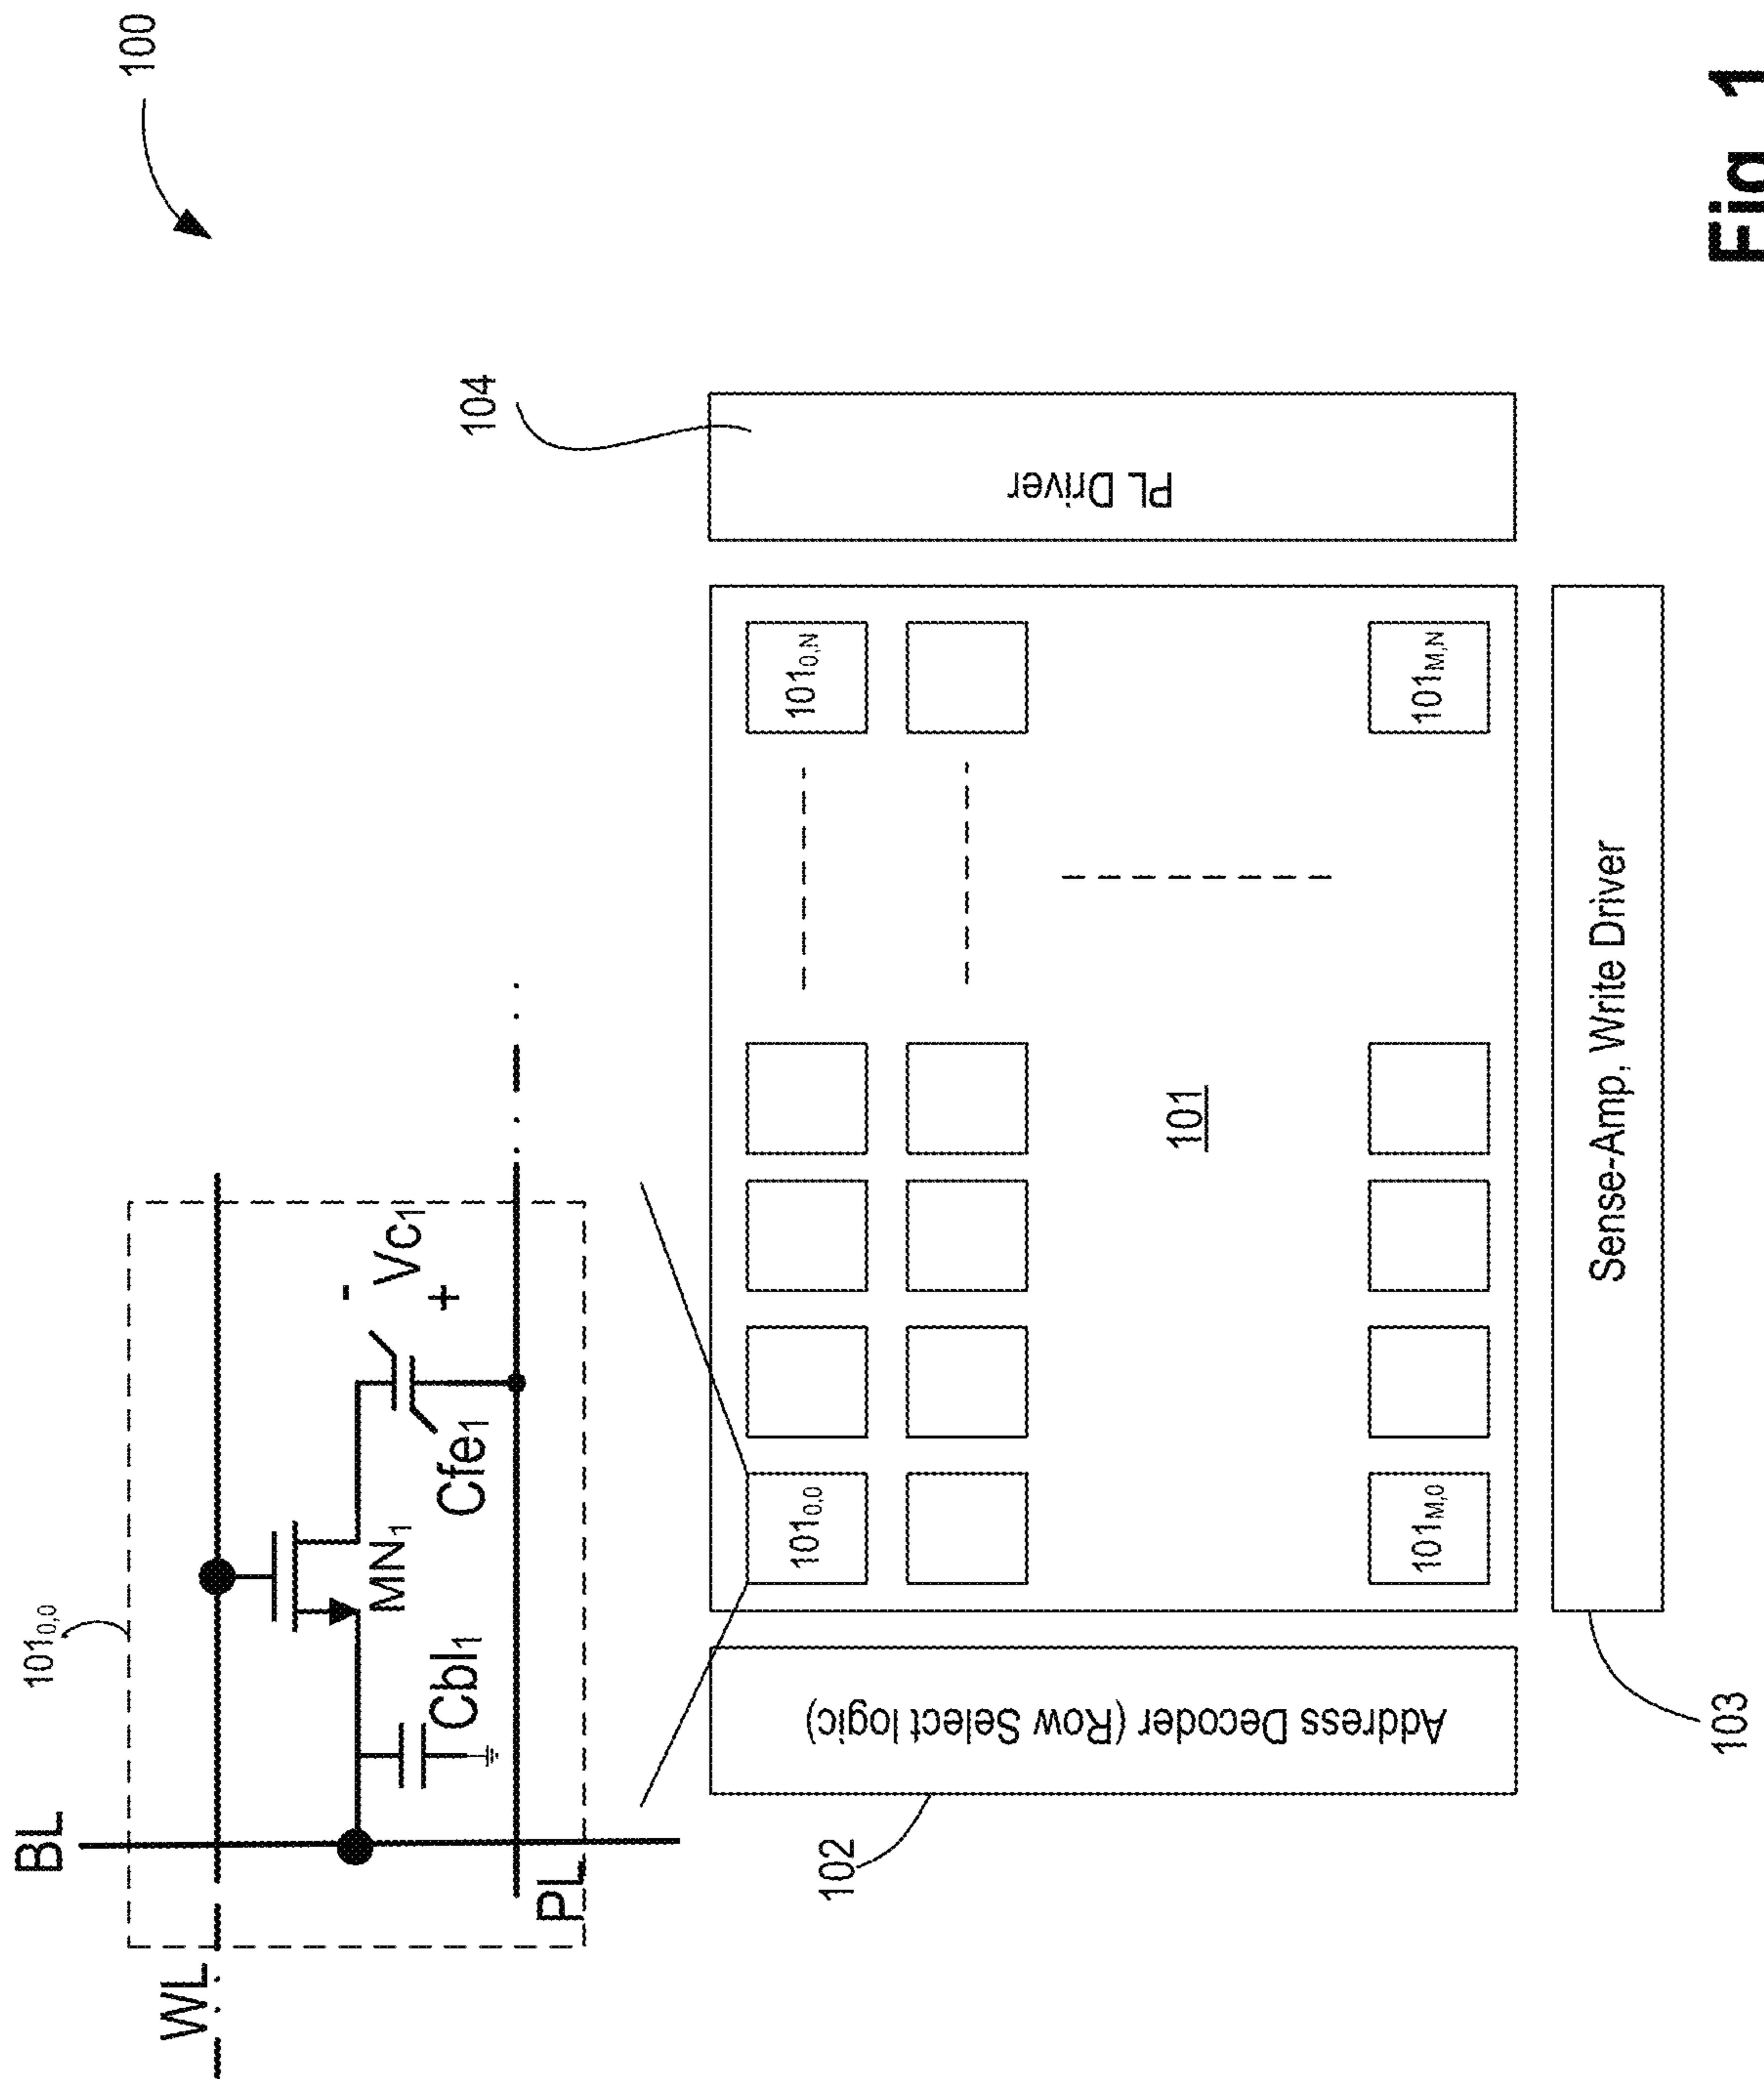 100
101₀,₀
BL
WL
MN₁
Cbl₁
Cfe₁
-
Vc₁
+
PL
104
102
Address Decoder (Row Select logic)
101₀,₀
101₀,N
101
101M,₀
101M,N
PL Driver
Sense-Amp, Write Driver
103
Fig. 1